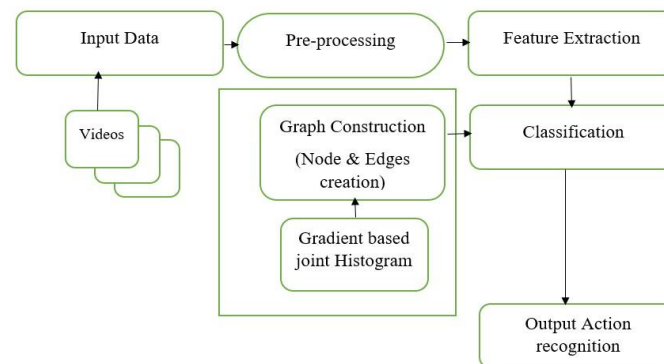 Input Data
Pre-processing
Feature Extraction
Videos
Graph Construction
(Node & Edges
creation)
Classification
Gradient based
joint Histogram
Output Action
recognition